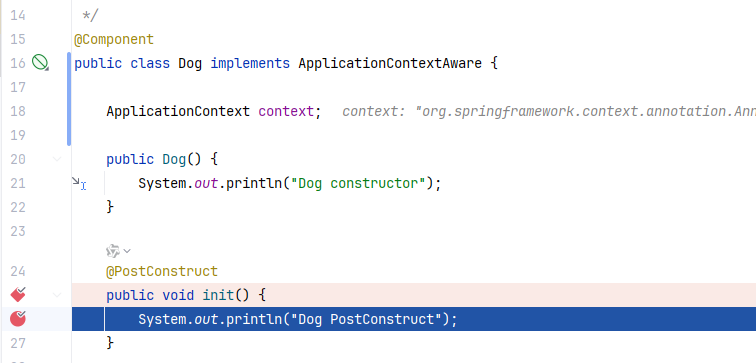 14 */
15 @Component
16 public class Dog implements ApplicationContextAware {
17
18 ApplicationContext context; context: "org.springframework.context.annotation.Ann
19
20 public Dog() {
21 System.out.println("Dog constructor");
22 }
23
24 @PostConstruct
public void init() {
System.out.println("Dog PostConstruct");
27 }